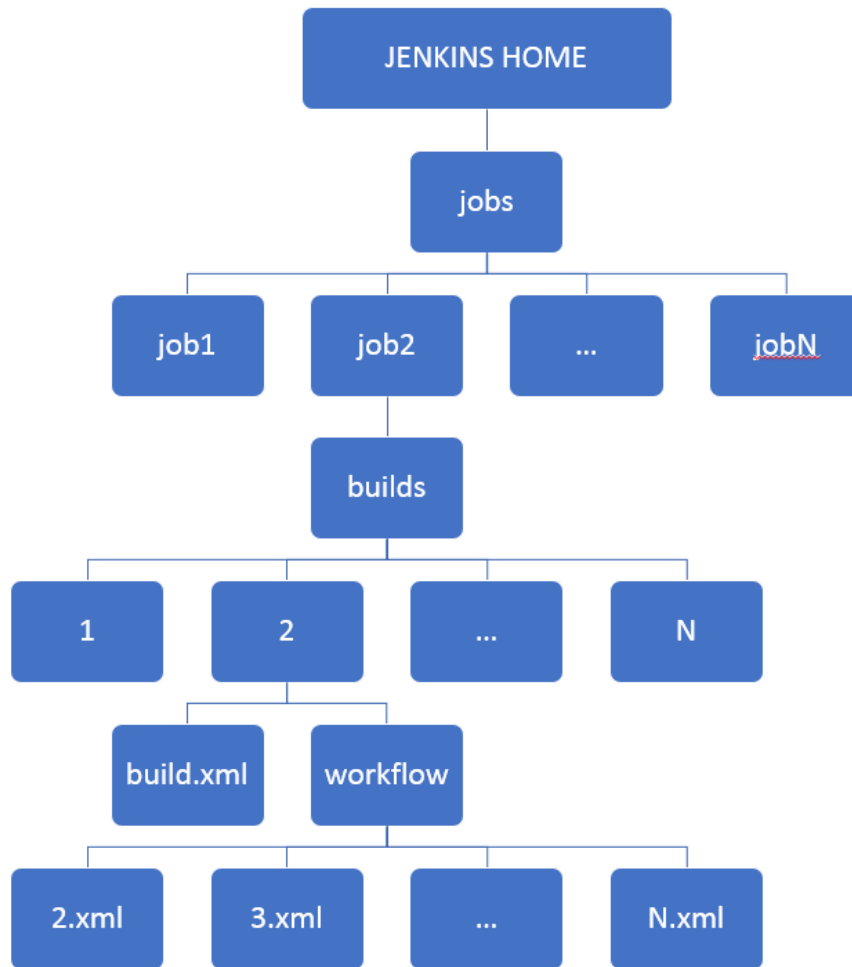 JENKINS HOME
jobs
job1
job2
...
jobN
builds
1
2
...
N
build.xml
workflow
2.xml
3.xml
...
N.xml